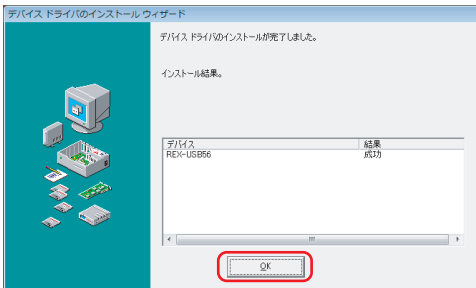 デバイス ドライバのインストール ウィザード
デバイス ドライバのインストールが完了しました。
インストール結果。
デバイス 結果
REX-USB56 成功
OK